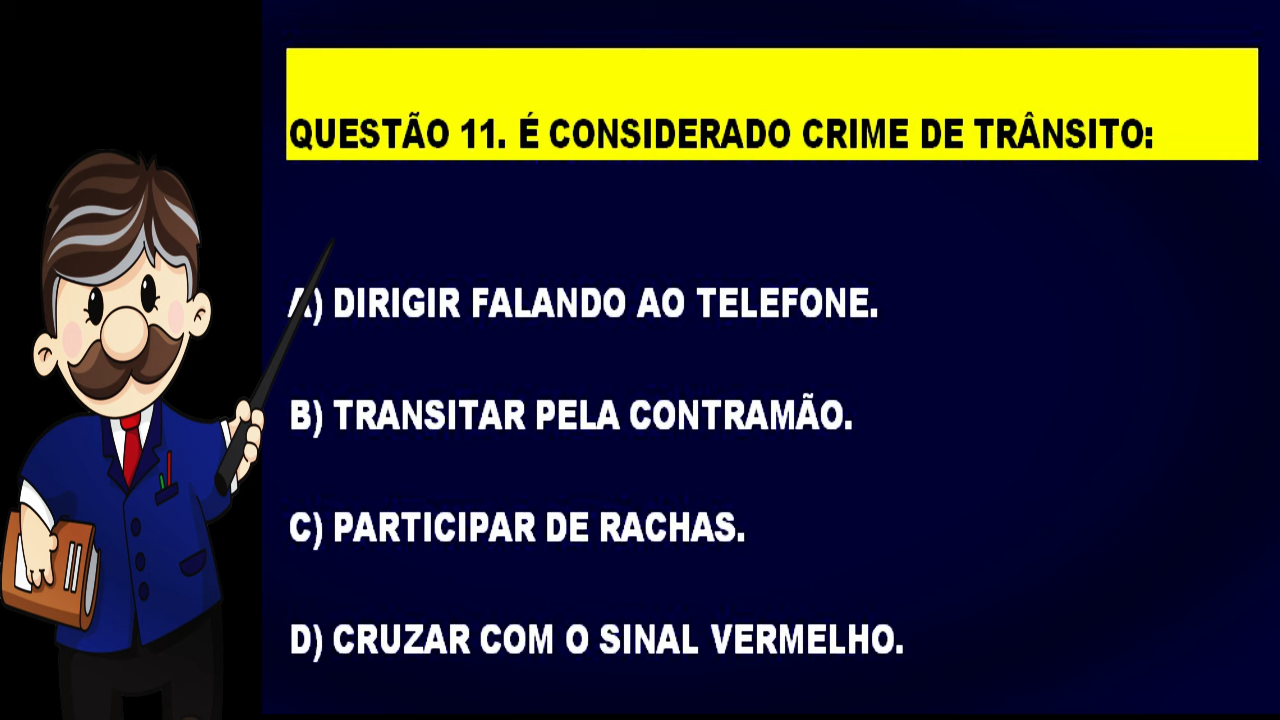 QUESTÃO 11. É CONSIDERADO CRIME DE TRÂNSITO:
A) DIRIGIR FALANDO AO TELEFONE.
B) TRANSITAR PELA CONTRAMÃO.
C) PARTICIPAR DE RACHAS.
D) CRUZAR COM O SINAL VERMELHO.